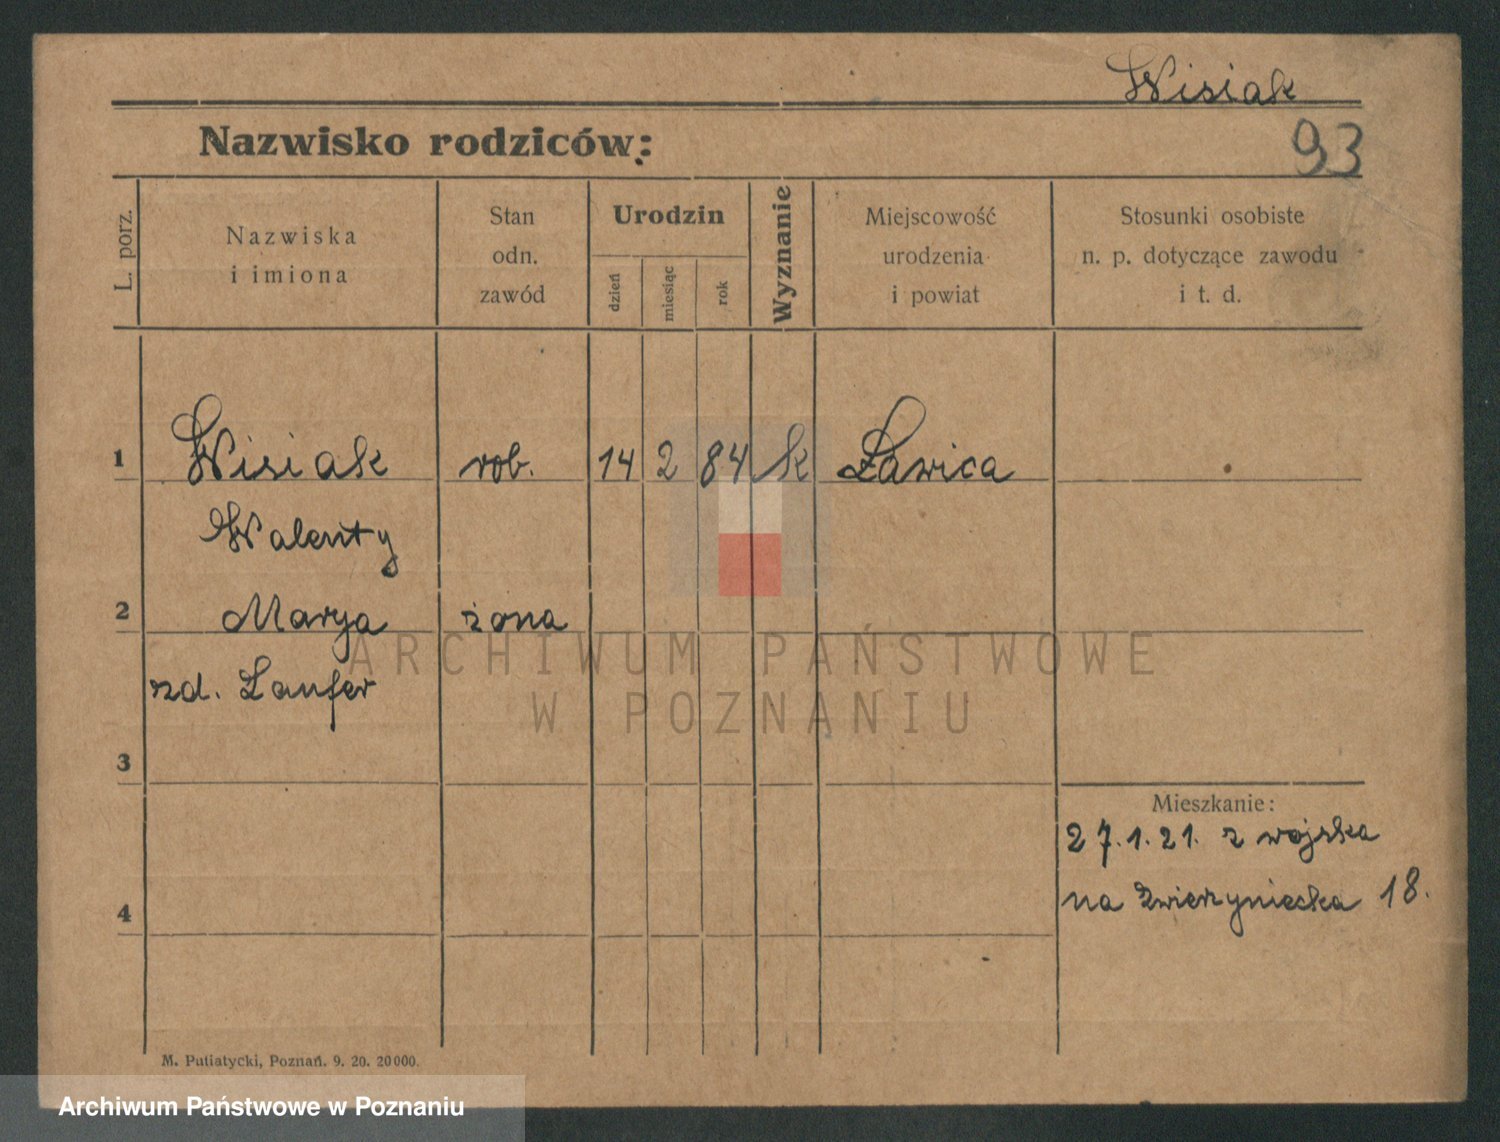 Wisiak
Nazwisko rodziców:
93
L. porz.
Nazwiska
i imiona
Stan
odn.
zawód
Urodzin
dzień
miesiąc
rok
Wyznanie
Miejscowość
urodzenia
i powiat
Stosunki osobiste
n. p. dotyczące zawodu
i t. d.
1 Wisiak rob. 14 2 84 k Ławica
Walenty
2 Marya żona
zd. Laufer
3
Mieszkanie:
27.1.21. z wojska
na Zwierzyniecka 18.
4
M. Putiatycki, Poznań. 9. 20. 20000.
ARCHIWUM PAŃSTWOWE
W POZNANIU
Archiwum Państwowe w Poznaniu